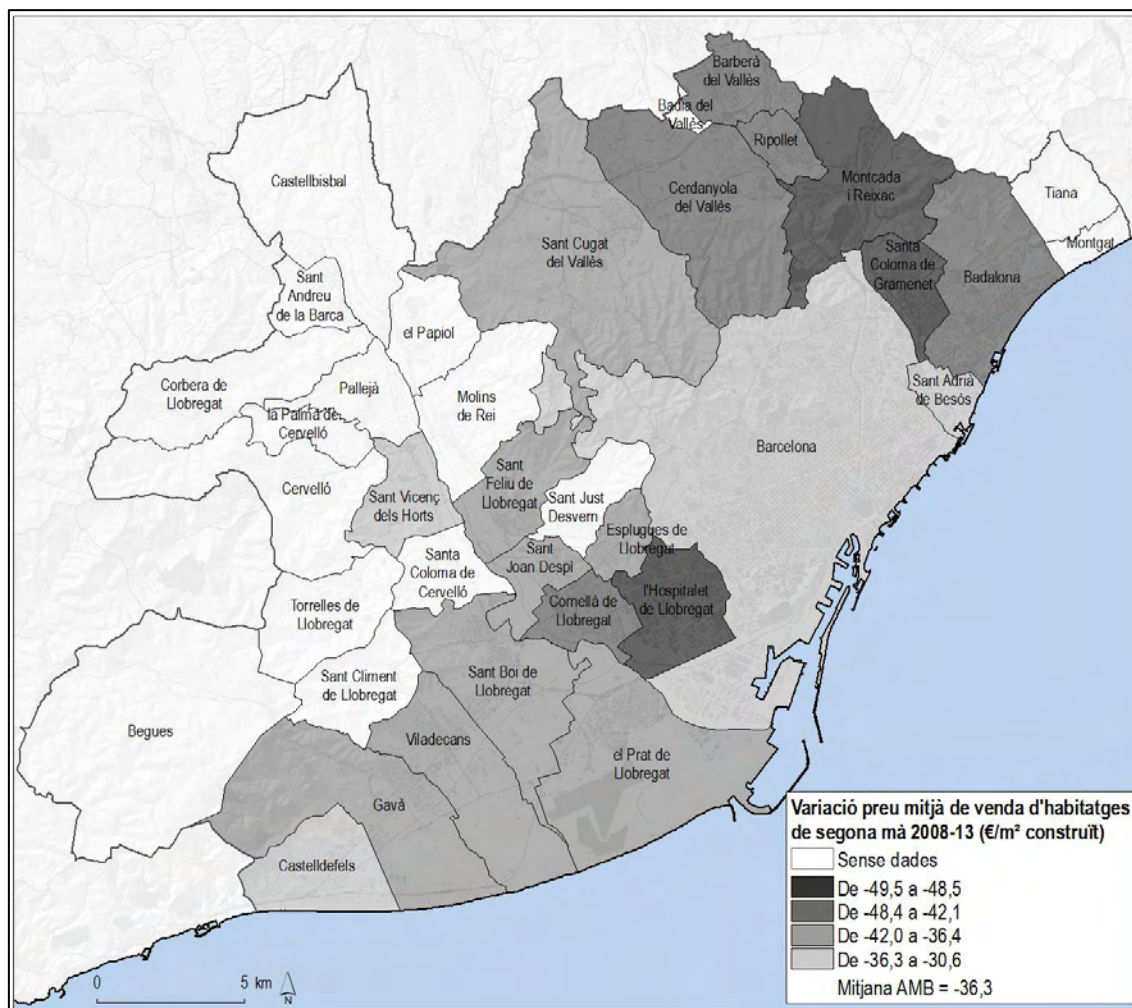 Barberà
del Vallès
Badia del
Vallès
Ripollet
Castellbisbal
Montcada
i Reixac
Tiana
Cerdanyola
del Vallès
Montgat
Sant Cugat
del Vallès
Santa
Coloma de
Gramenet
Badalona
Sant
Andreu
de la Barca
el Papiol
Corbera de
Llobregat
Pallejà
Molins
de Rei
Sant Adrià
de Besòs
la Palma de
Cervelló
Barcelona
Cervelló
Sant Vicenç
dels Horts
Sant
Feliu de
Llobregat
Sant Just
Desvern
Esplugues de
Llobregat
Santa
Coloma de
Cervelló
Sant
Joan Despí
l'Hospitalet
de Llobregat
Cornellà de
Llobregat
Torrelles de
Llobregat
Sant Climent
de Llobregat
Sant Boi de
Llobregat
Begues
Viladecans
el Prat de
Llobregat
Gavà
Castelldefels
Variació preu mitjà de venda d'habitatges
de segona mà 2008-13 (€/m² construït)
Sense dades
De -49,5 a -48,5
De -48,4 a -42,1
De -42,0 a -36,4
De -36,3 a -30,6
Mitjana AMB = -36,3
0 5 km
N